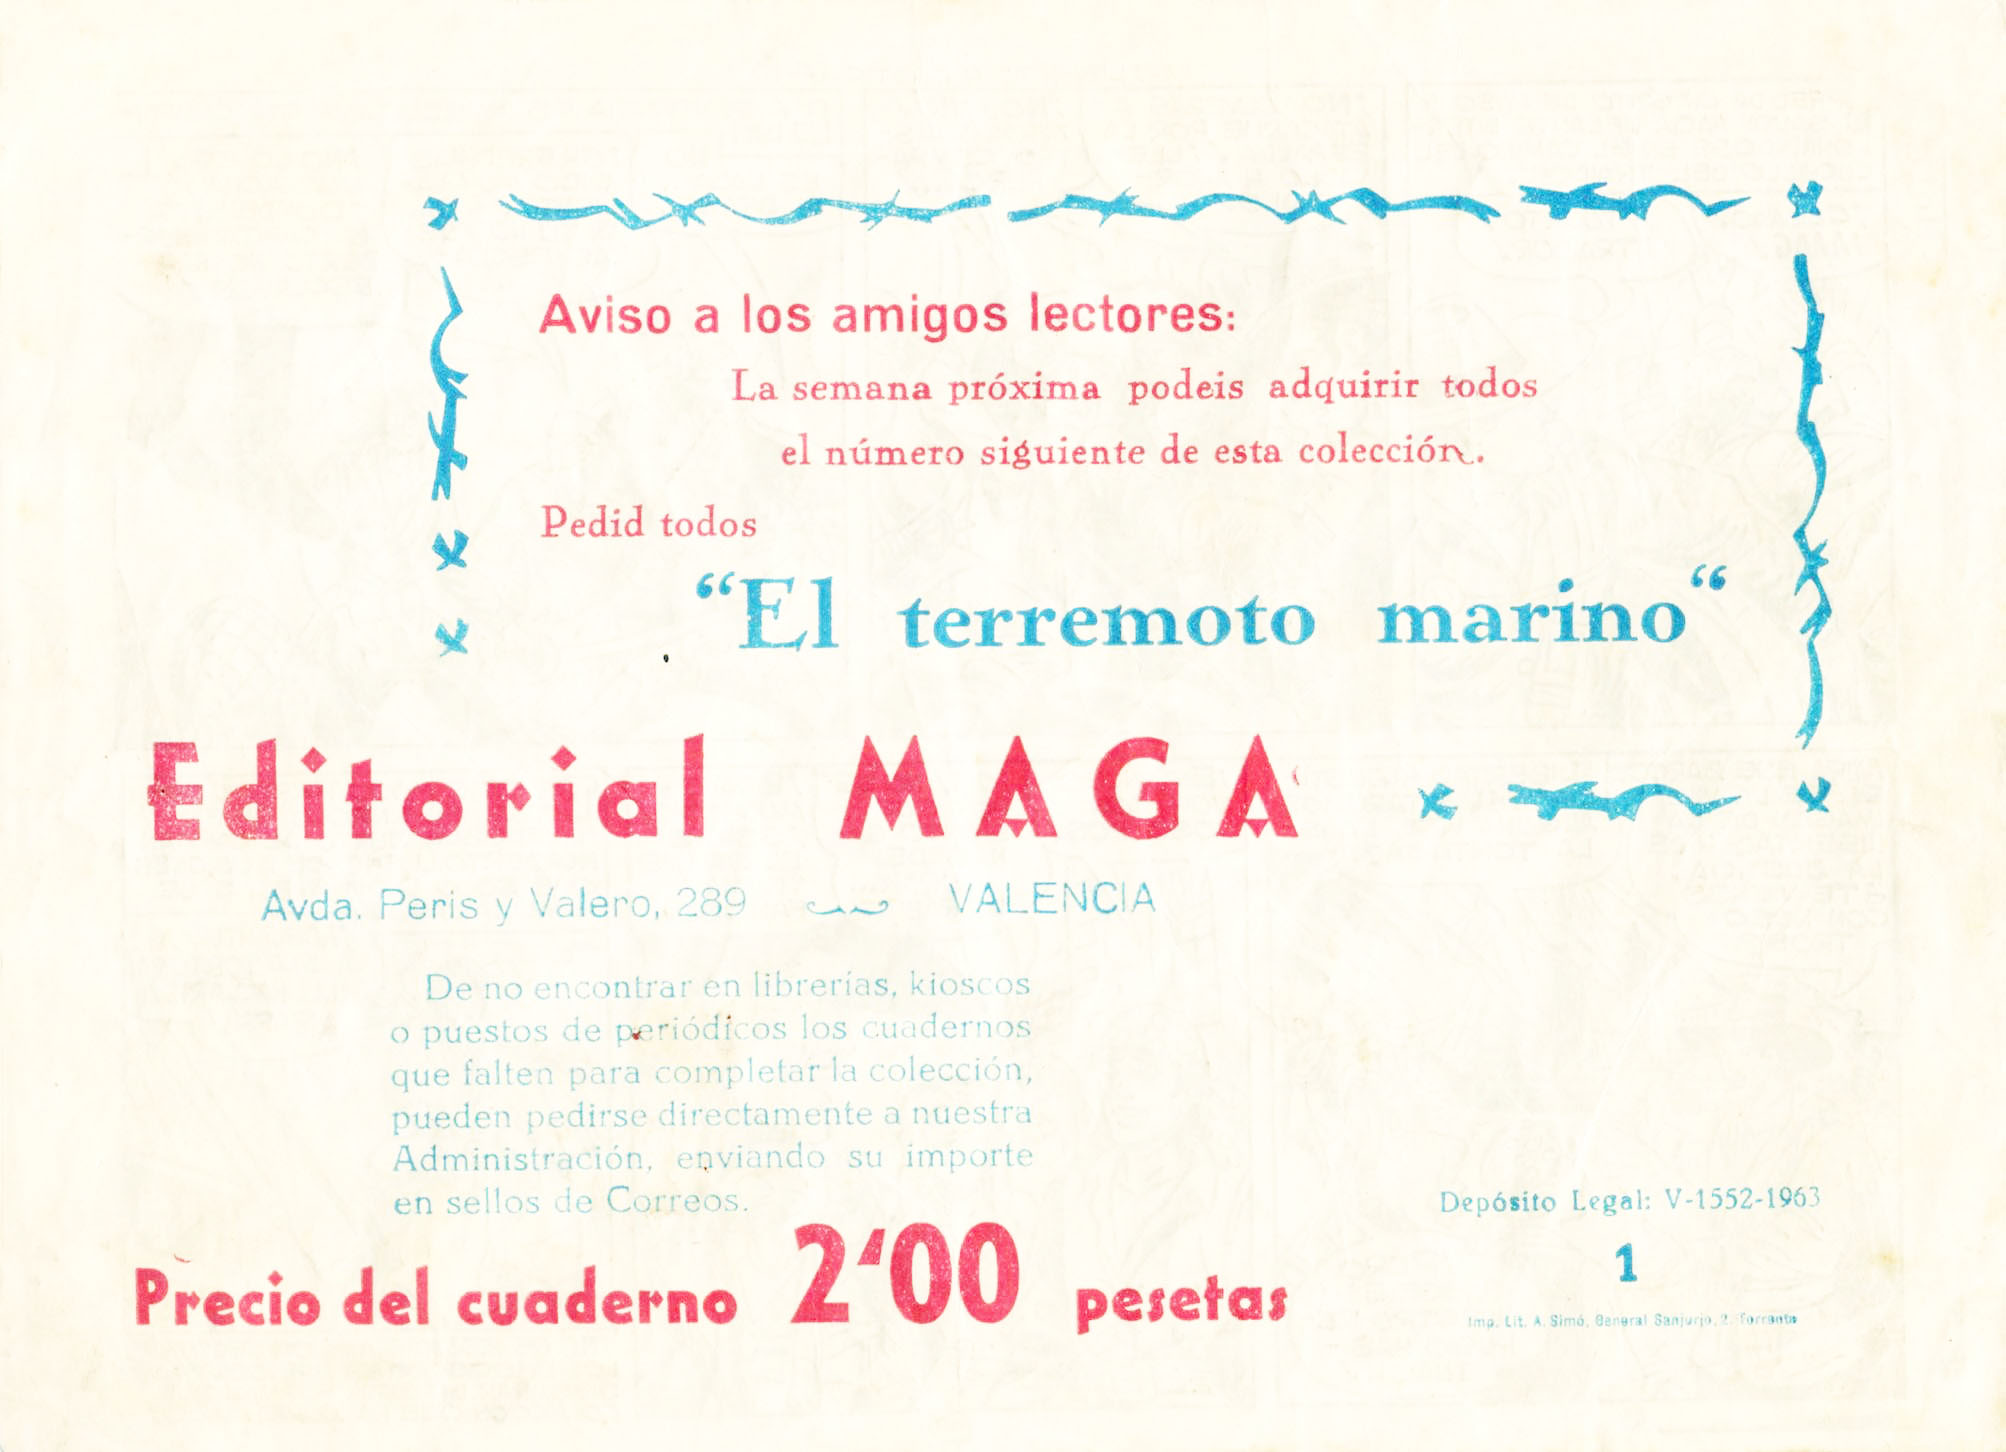 Aviso a los amigos lectores:
La semana próxima podeis adquirir todos
el número siguiente de esta colección.
Pedid todos
“El terremoto marino“
Editorial MAGA
Avda. Peris y Valero, 289 VALENCIA
De no encontrar en librerías, kioscos
o puestos de periódicos los cuadernos
que falten para completar la colección,
pueden pedirse directamente a nuestra
Administración, enviando su importe
en sellos de Correos.
Precio del cuaderno 2‘00 pesetas
Depósito Legal: V-1552-1963
1
Imp. Lit. A. Simó, General Sanjurjo, 2. Torrente